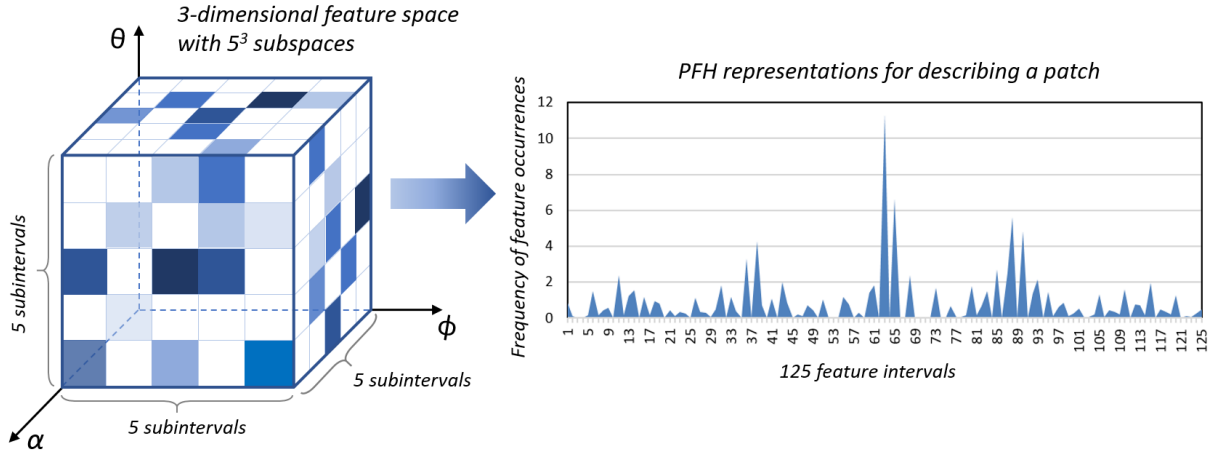 3-dimensional feature space
with 5³ subspaces
θ
ϕ
α
5 subintervals
5 subintervals
5 subintervals
PFH representations for describing a patch
Frequency of feature occurrences
12
10
8
6
4
2
0
1 5 9 13 17 21 25 29 33 37 41 45 49 53 57 61 65 69 73 77 81 85 89 93 97 101 105 109 113 117 121 125
125 feature intervals